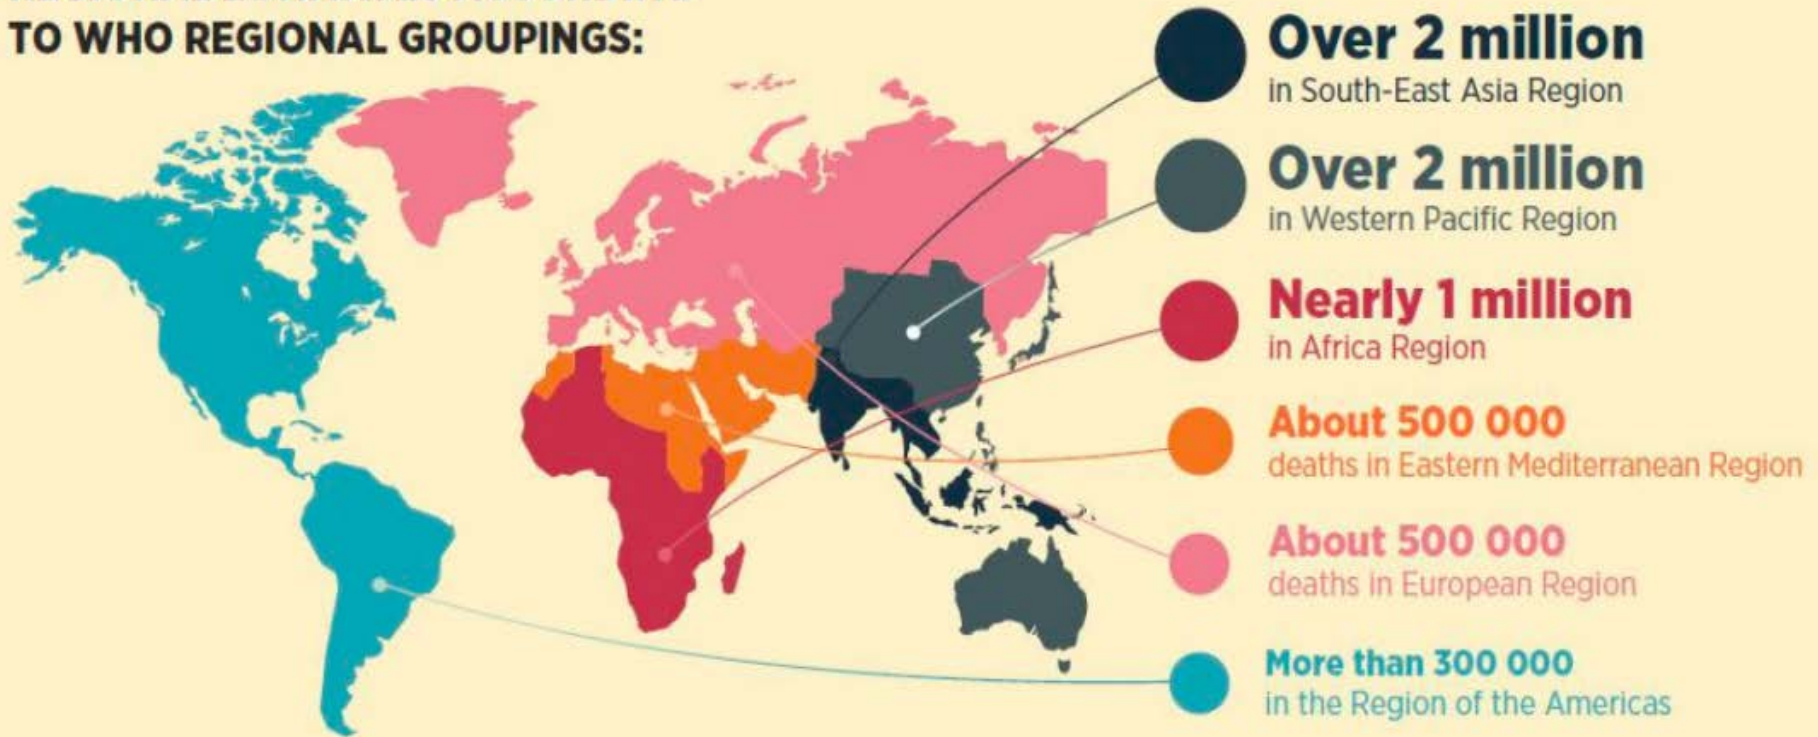 TO WHO REGIONAL GROUPINGS:
Over 2 million
in South-East Asia Region
Over 2 million
in Western Pacific Region
Nearly 1 million
in Africa Region
About 500 000
deaths in Eastern Mediterranean Region
About 500 000
deaths in European Region
More than 300 000
in the Region of the Americas